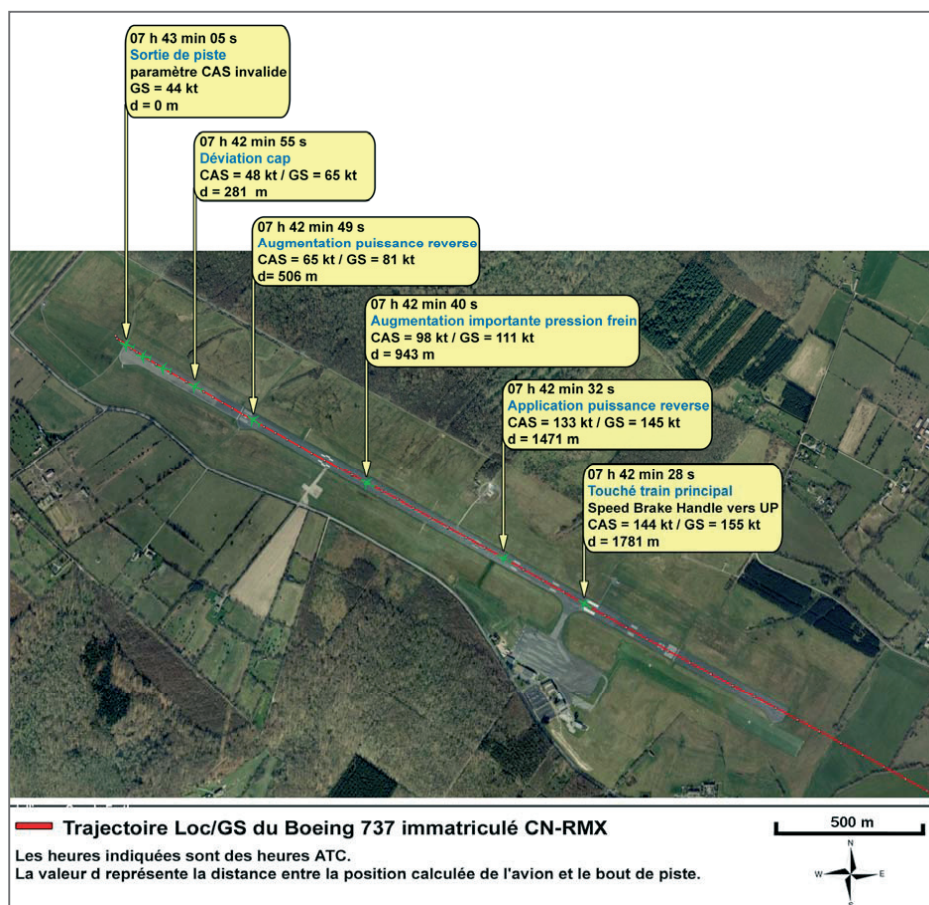 07 h 43 min 05 s
Sortie de piste
paramètre CAS invalide
GS = 44 kt
d = 0 m
07 h 42 min 55 s
Déviation cap
CAS = 48 kt / GS = 65 kt
d = 281 m
07 h 42 min 49 s
Augmentation puissance reverse
CAS = 65 kt / GS = 81 kt
d= 506 m
07 h 42 min 40 s
Augmentation importante pression frein
CAS = 98 kt / GS = 111 kt
d = 943 m
07 h 42 min 32 s
Application puissance reverse
CAS = 133 kt / GS = 145 kt
d = 1471 m
07 h 42 min 28 s
Touché train principal
Speed Brake Handle vers UP
CAS = 144 kt / GS = 155 kt
d = 1781 m
Trajectoire Loc/GS du Boeing 737 immatriculé CN-RMX
500 m
Les heures indiquées sont des heures ATC.
La valeur d représente la distance entre la position calculée de l'avion et le bout de piste.
N
W E
S